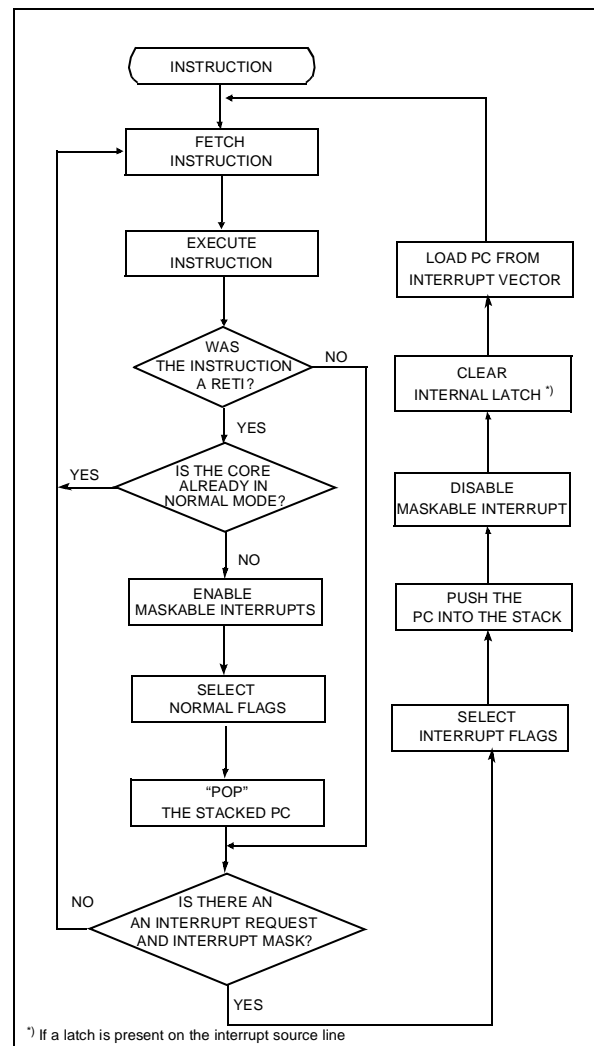 INSTRUCTION
FETCH
INSTRUCTION
EXECUTE
INSTRUCTION
WAS
THE INSTRUCTION
A RETI?
NO
YES
IS THE CORE
ALREADY IN
NORMAL MODE?
YES
NO
ENABLE
MASKABLE INTERRUPTS
SELECT
NORMAL FLAGS
“POP”
THE STACKED PC
IS THERE AN
AN INTERRUPT REQUEST
AND INTERRUPT MASK?
NO
YES
SELECT
INTERRUPT FLAGS
PUSH THE
PC INTO THE STACK
DISABLE
MASKABLE INTERRUPT
CLEAR
INTERNAL LATCH *)
LOAD PC FROM
INTERRUPT VECTOR
*) If a latch is present on the interrupt source line